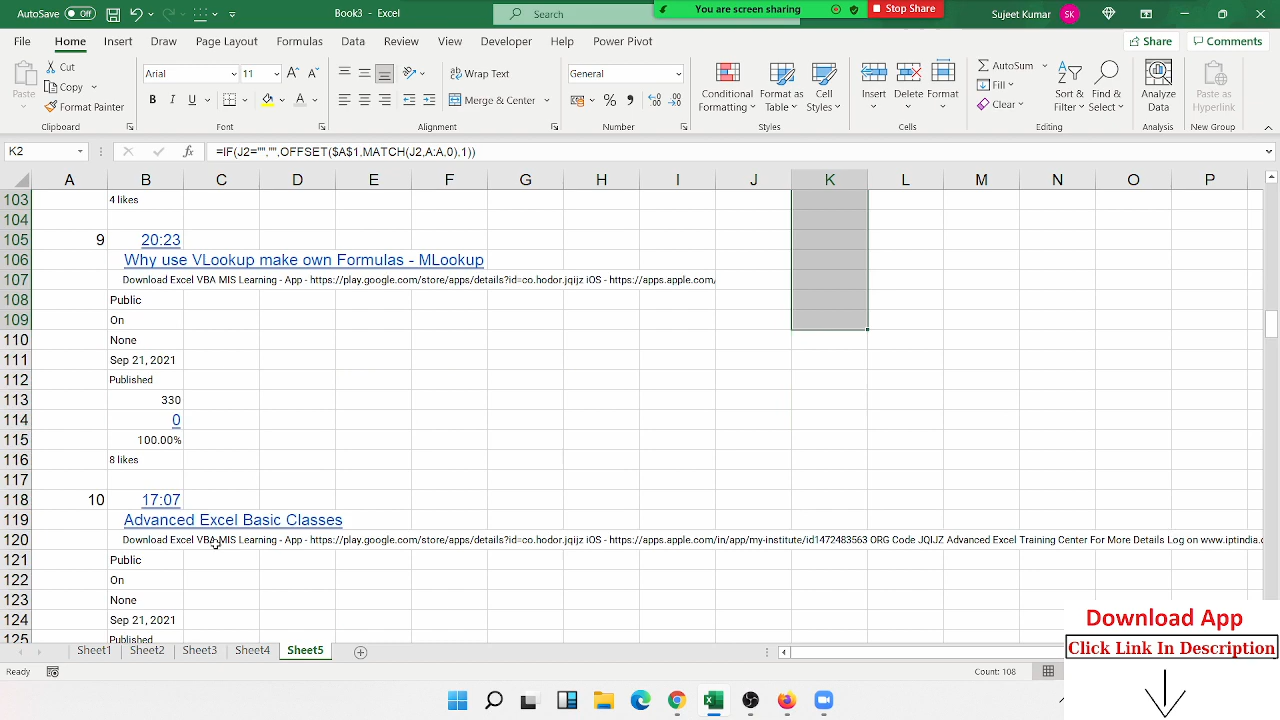 AutoSave Off Book3 - Excel Search You are screen sharing Stop Share Sujeet Kumar SK
File Home Insert Draw Page Layout Formulas Data Review View Developer Help Power Pivot Share Comments
Paste Cut Copy Format Painter Clipboard
Arial 11 B I U A Font
Wrap Text Merge & Center Alignment
General % Number
Conditional Formatting Format as Table Cell Styles Styles
Insert Delete Format Cells
AutoSum Fill Clear Sort & Filter Find & Select Editing
Analyze Data Analysis
Paste as Hyperlink New Group
K2 fx =IF(J2="","",OFFSET($A$1,MATCH(J2,A:A,0),1))
A B C D E F G H I J K L M N O P
103 4 likes
104
105 9 20:23
106 Why use VLookup make own Formulas - MLookup
107 Download Excel VBA MIS Learning - App - https://play.google.com/store/apps/details?id=co.hodor.jqijz iOS - https://apps.apple.com/
108 Public
109 On
110 None
111 Sep 21, 2021
112 Published
113 330
114 0
115 100.00%
116 8 likes
117
118 10 17:07
119 Advanced Excel Basic Classes
120 Download Excel VBA MIS Learning - App - https://play.google.com/store/apps/details?id=co.hodor.jqijz iOS - https://apps.apple.com/in/app/my-institute/id1472483563 ORG Code JQIJZ Advanced Excel Training Center For More Details Log on www.iptindia.c
121 Public
122 On
123 None
124 Sep 21, 2021
125 Published
Sheet1 Sheet2 Sheet3 Sheet4 Sheet5
Ready Count: 108
Download App
Click Link In Description